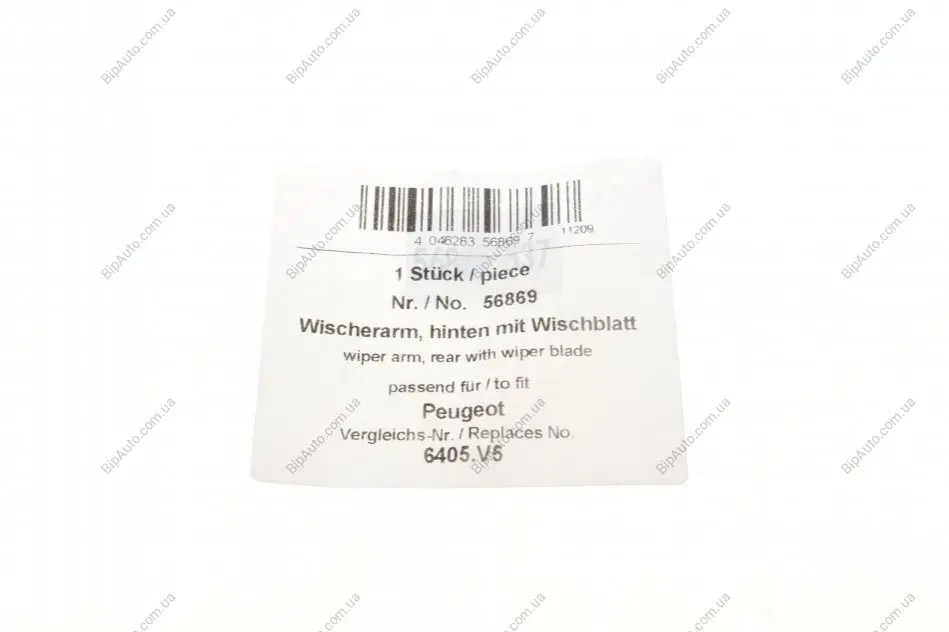 4 046283 56869 7
11209
1 Stück / piece
Nr. / No. 56869
Wischerarm, hinten mit Wischblatt
wiper arm, rear with wiper blade
passend für / to fit
Peugeot
Vergleichs-Nr. / Replaces No.
6405.V5
BipAuto.com.ua